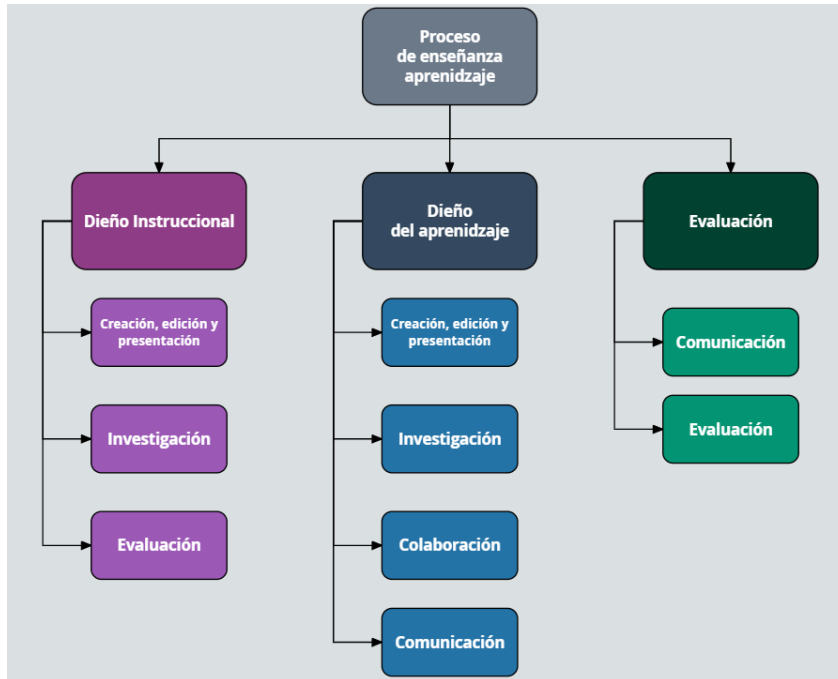 Proceso
de enseñanza
aprenidzaje
Dieño Instruccional
Creación, edición y
presentación
Investigación
Evaluación
Dieño
del aprenidzaje
Creación, edición y
presentación
Investigación
Colaboración
Comunicación
Evaluación
Comunicación
Evaluación